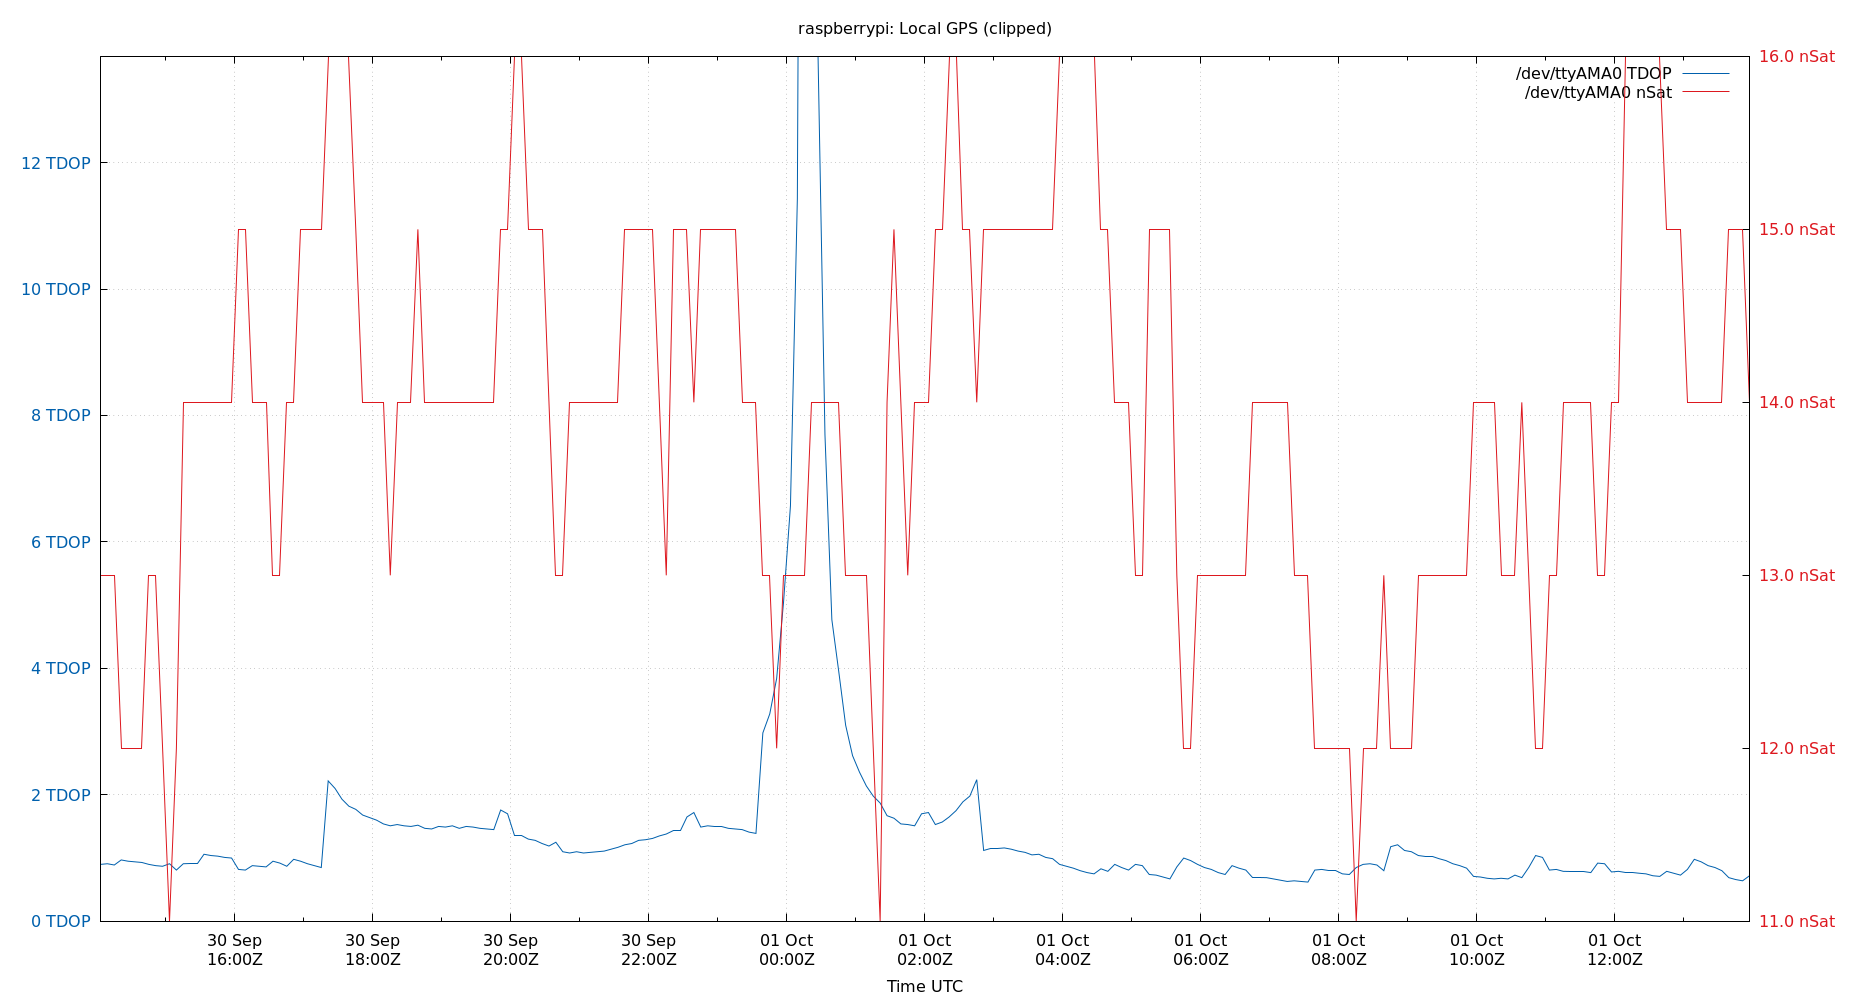 raspberrypi: Local GPS (clipped)
/dev/ttyAMA0 TDOP
/dev/ttyAMA0 nSat
12 TDOP
10 TDOP
8 TDOP
6 TDOP
4 TDOP
2 TDOP
0 TDOP
16.0 nSat
15.0 nSat
14.0 nSat
13.0 nSat
12.0 nSat
11.0 nSat
30 Sep
16:00Z
30 Sep
18:00Z
30 Sep
20:00Z
30 Sep
22:00Z
01 Oct
00:00Z
01 Oct
02:00Z
01 Oct
04:00Z
01 Oct
06:00Z
01 Oct
08:00Z
01 Oct
10:00Z
01 Oct
12:00Z
Time UTC